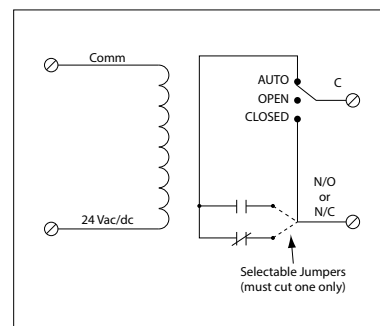 Comm
24 Vac/dc
AUTO
OPEN
CLOSED
C
N/O
or
N/C
Selectable Jumpers
(must cut one only)